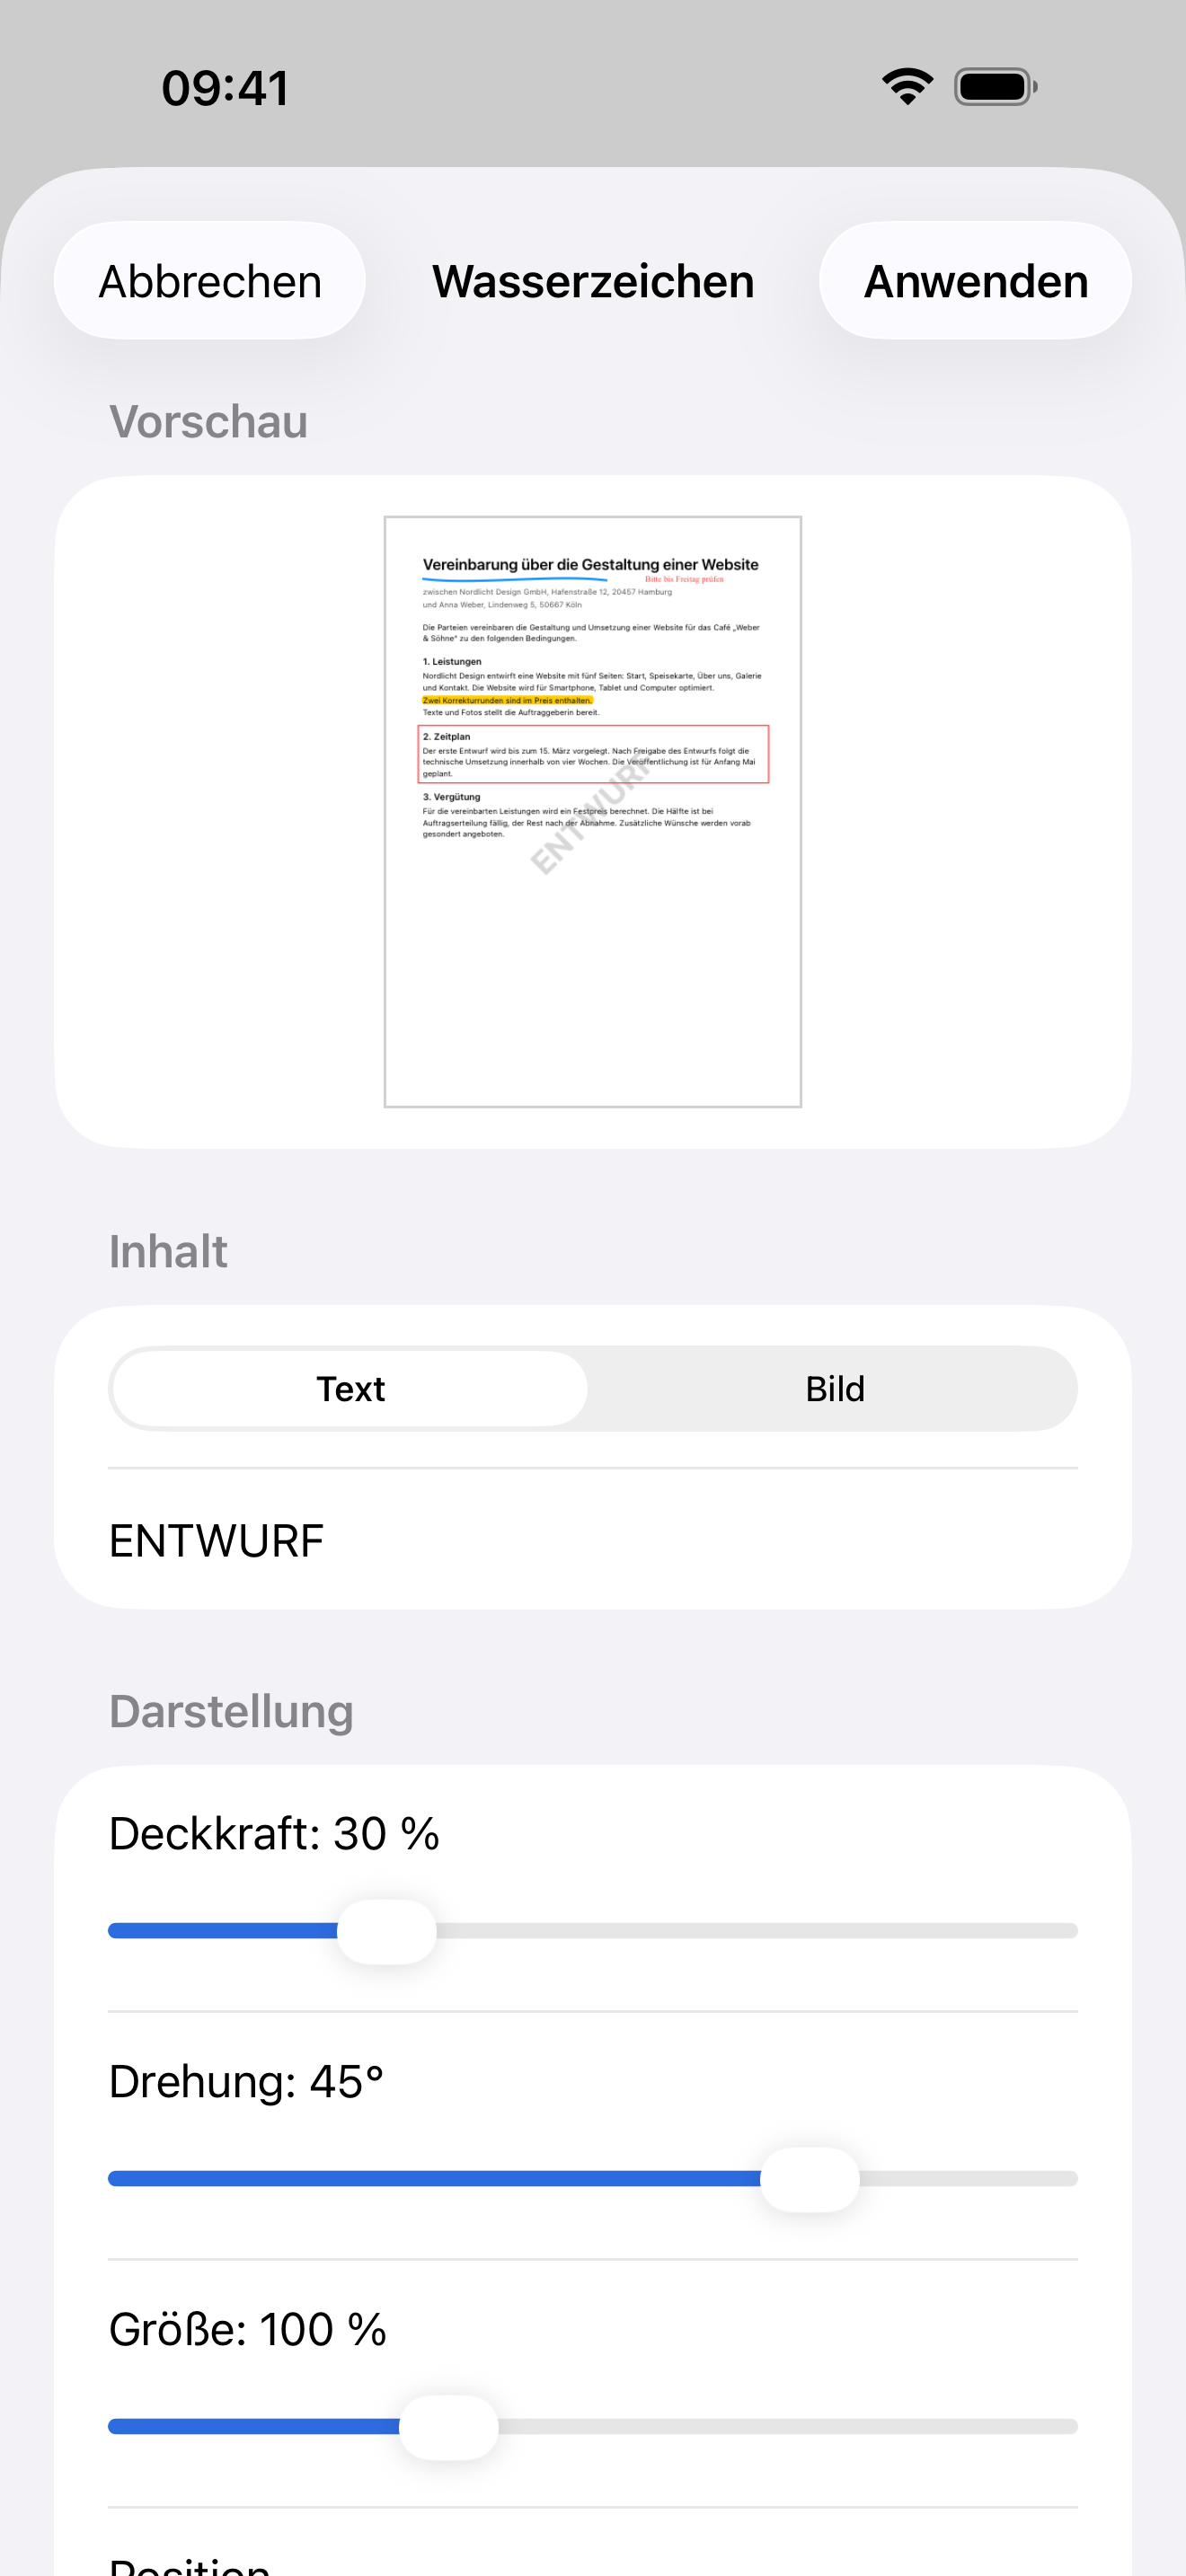 09:41
Abbrechen
Wasserzeichen
Anwenden
Vorschau
Vereinbarung über die Gestaltung einer Website
Bitte bis Freitag prüfen
zwischen Nordlicht Design GmbH, Hafenstraße 12, 20457 Hamburg
und Anna Weber, Lindenweg 5, 50667 Köln
Die Parteien vereinbaren die Gestaltung und Umsetzung einer Website für das Café „Weber
& Söhne“ zu den folgenden Bedingungen.
1. Leistungen
Nordlicht Design entwirft eine Website mit fünf Seiten: Start, Speisekarte, Über uns, Galerie
und Kontakt. Die Website wird für Smartphone, Tablet und Computer optimiert.
Zwei Korrekturrunden sind im Preis enthalten.
Texte und Fotos stellt die Auftraggeberin bereit.
2. Zeitplan
Der erste Entwurf wird bis zum 15. März vorgelegt. Nach Freigabe des Entwurfs folgt die
technische Umsetzung innerhalb von vier Wochen. Die Veröffentlichung ist für Anfang Mai
geplant.
3. Vergütung
Für die vereinbarten Leistungen wird ein Festpreis berechnet. Die Hälfte ist bei
Auftragserteilung fällig, der Rest nach der Abnahme. Zusätzliche Wünsche werden vorab
gesondert angeboten.
ENTWURF
Inhalt
Text
Bild
ENTWURF
Darstellung
Deckkraft: 30 %
Drehung: 45°
Größe: 100 %
Position